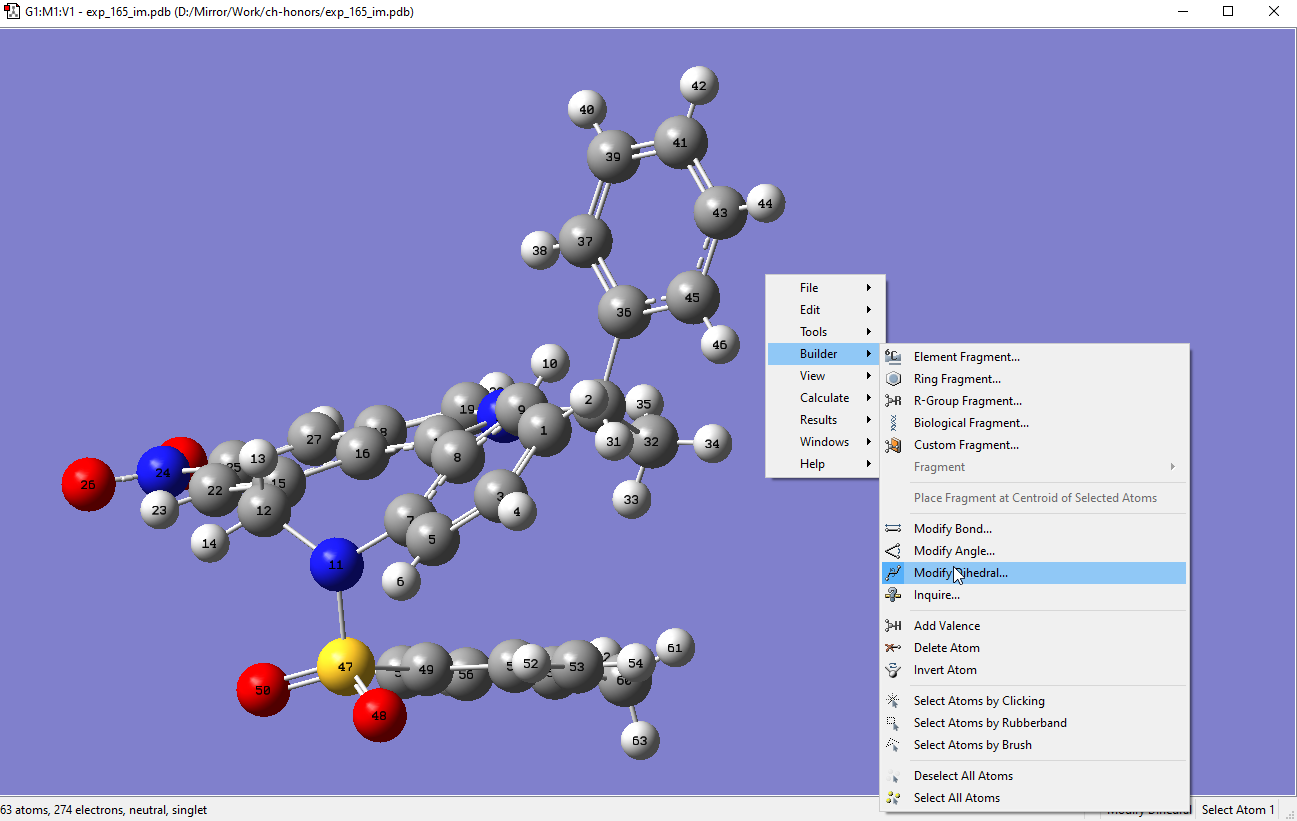 G1:M1:V1 - exp_165_im.pdb (D:/Mirror/Work/ch-honors/exp_165_im.pdb)
42
40
41
39
44
43
37
38
45
36
46
10
2
35
19
9
1
31
32
34
27
16
8
13
24
25
15
22
3
33
23
12
4
7
14
5
11
6
61
47
49
52
53
54
56
50
48
63
File
Edit
Tools
Builder
View
Calculate
Results
Windows
Help
Element Fragment...
Ring Fragment...
R-Group Fragment...
Biological Fragment...
Custom Fragment...
Fragment
Place Fragment at Centroid of Selected Atoms
Modify Bond...
Modify Angle...
Modify Dihedral...
Inquire...
Add Valence
Delete Atom
Invert Atom
Select Atoms by Clicking
Select Atoms by Rubberband
Select Atoms by Brush
Deselect All Atoms
Select All Atoms
63 atoms, 274 electrons, neutral, singlet
Modify Dihedral
Select Atom 1